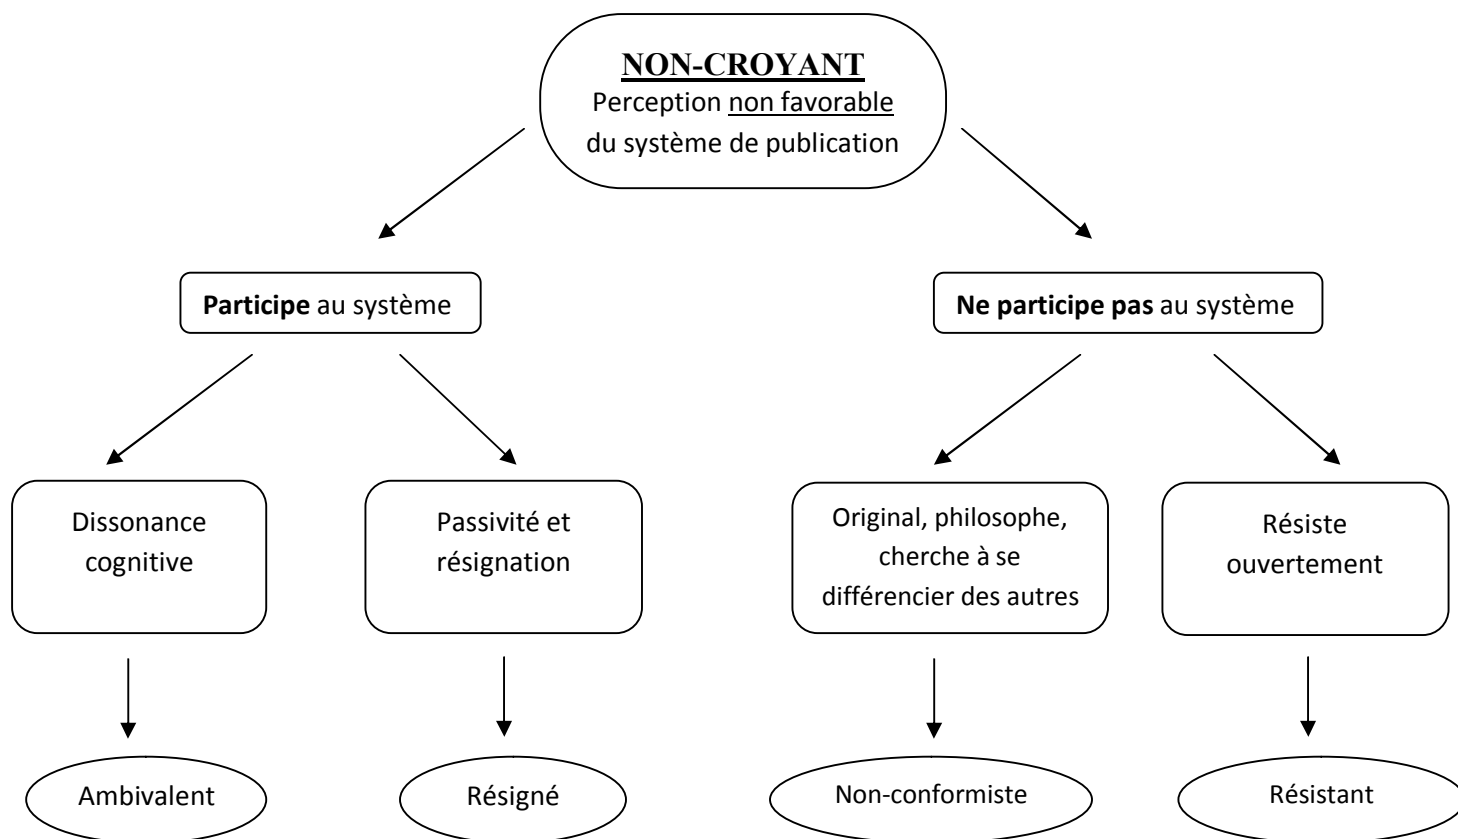 NON-CROYANT
Perception non favorable
du système de publication
Participe au système
Ne participe pas au système
Dissonance
cognitive
Passivité et
résignation
Original, philosophe,
cherche à se
différencier des autres
Résiste
ouvertement
Ambivalent
Résigné
Non-conformiste
Résistant